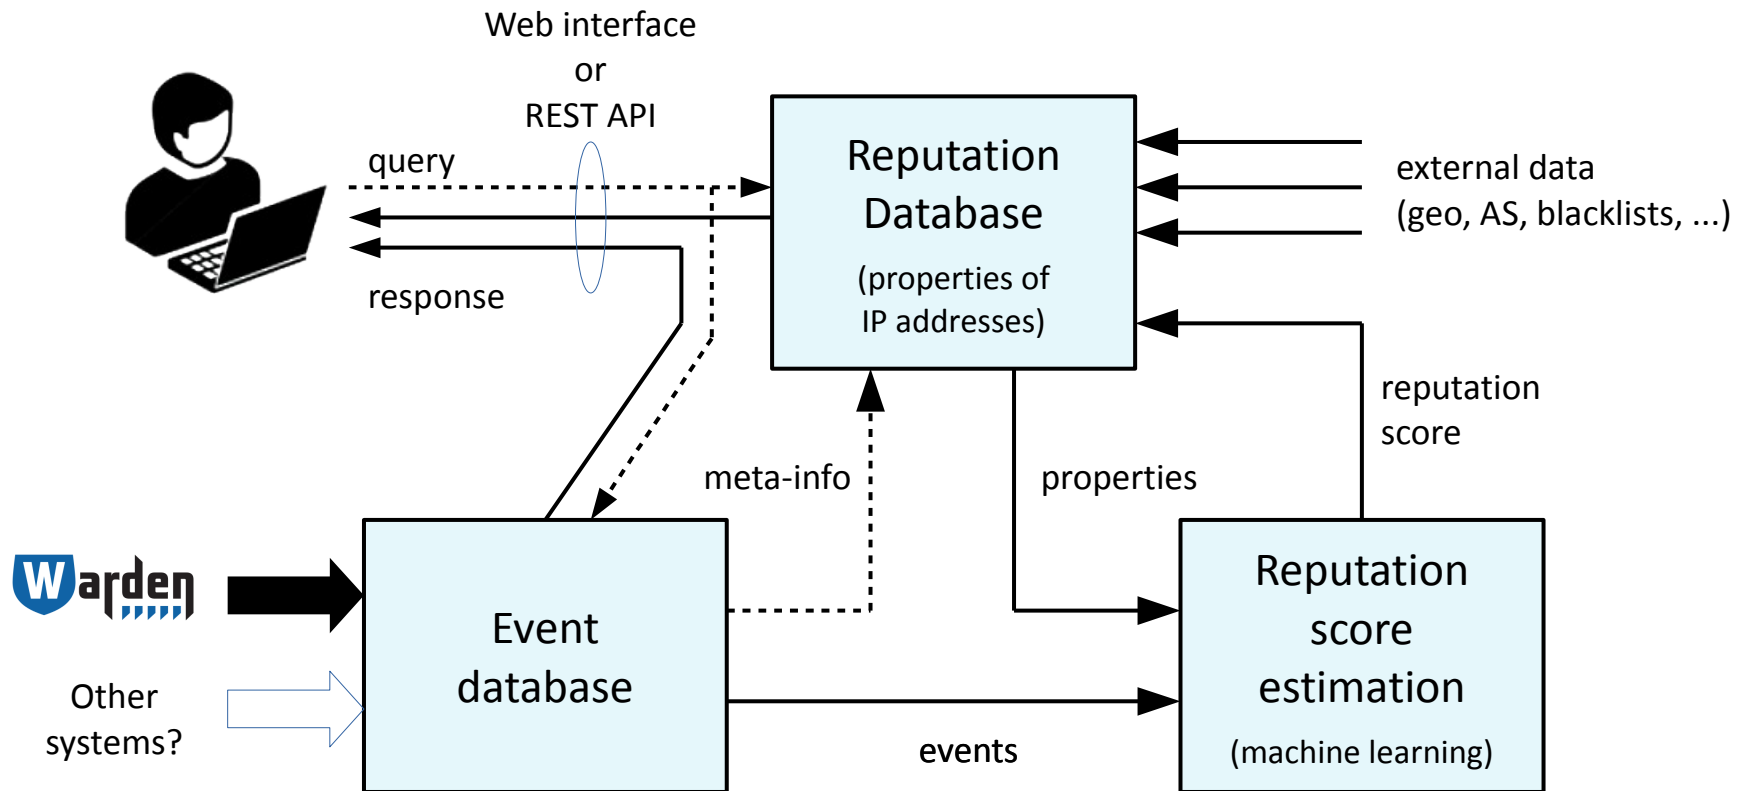 Web interface
or
REST API
query
response
Reputation
Database
(properties of
IP addresses)
external data
(geo, AS, blacklists, ...)
reputation
score
meta-info
properties
Warden
Other
systems?
Event
database
events
Reputation
score
estimation
(machine learning)